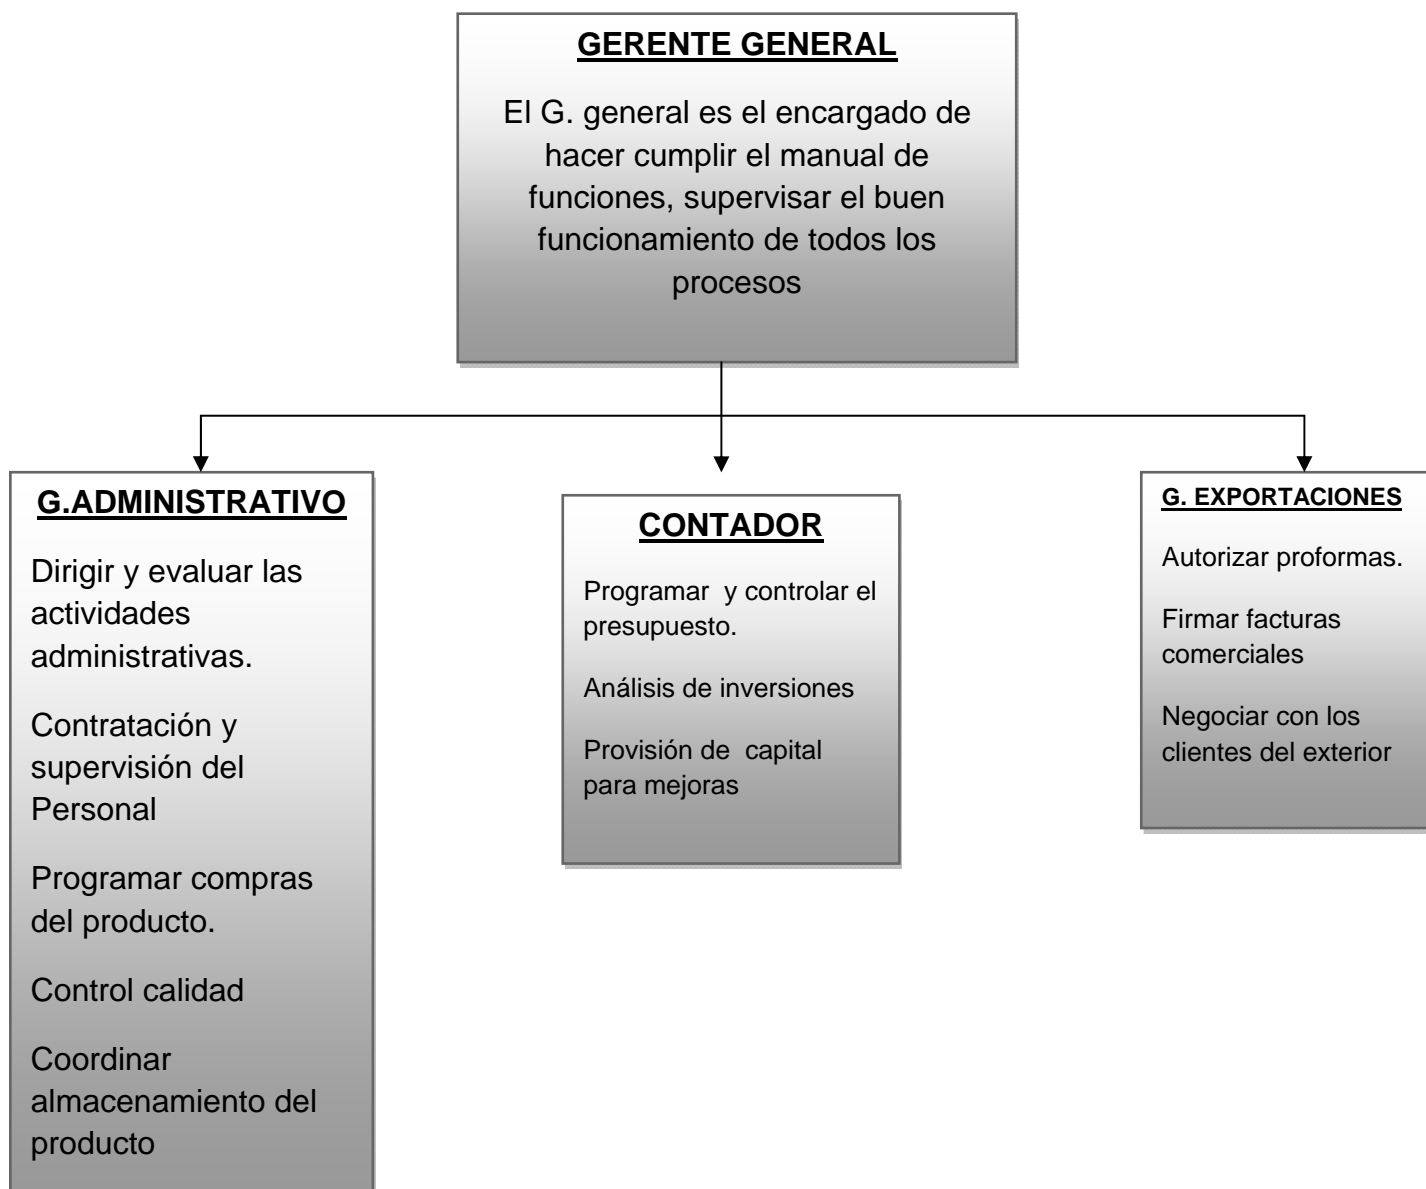 GERENTE GENERAL
El G. general es el encargado de
hacer cumplir el manual de
funciones, supervisar el buen
funcionamiento de todos los
procesos
G.ADMINISTRATIVO
Dirigir y evaluar las
actividades
administrativas.
Contratación y
supervisión del
Personal
Programar compras
del producto.
Control calidad
Coordinar
almacenamiento del
producto
CONTADOR
Programar  y controlar el
presupuesto.
Análisis de inversiones
Provisión de  capital
para mejoras
G. EXPORTACIONES
Autorizar proformas.
Firmar facturas
comerciales
Negociar con los
clientes del exterior